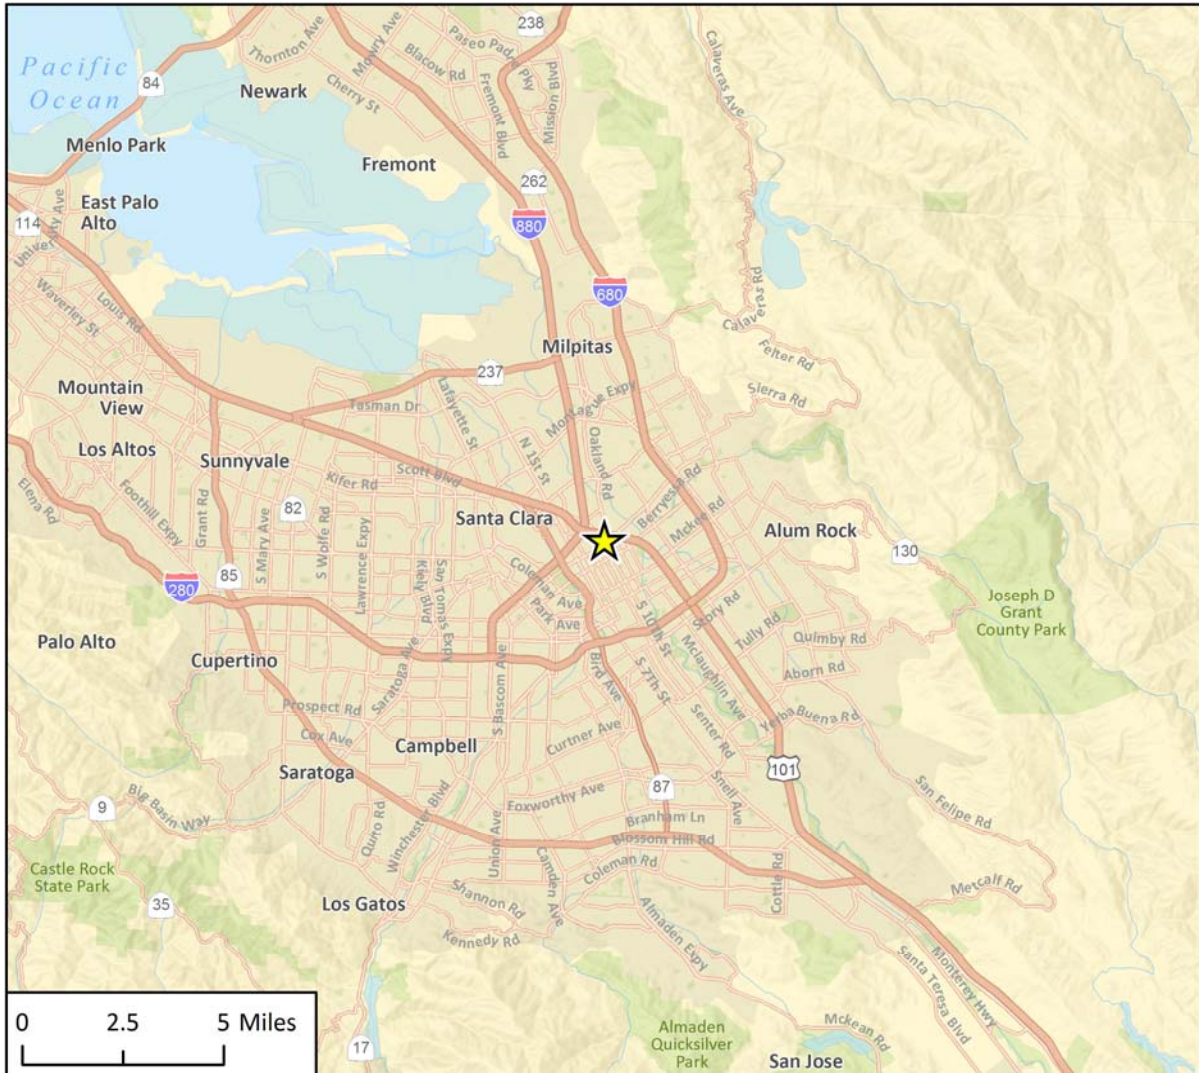 238
Pacific
Ocean
84
Thornton Ave
Mowry Ave
Paseo Padre Pky
Blacow Rd
Calaveras Ave
Newark
Cherry St
Fremont Blvd
Mission Blvd
Menlo Park
Fremont
262
East Palo
Alto
114
University Ave
880
680
Waverley St
Louis Rd
Calaveras Rd
Milpitas
Felter Rd
237
Mountain
View
Tasman Dr
Lafayette St
Montague Expy
Sierra Rd
Los Altos
Sunnyvale
Scott Blvd
N 1st St
Oakland Rd
Kifer Rd
Berryessa Rd
Elena Rd
Foothill Expy
Grant Rd
82
Santa Clara
Mckee Rd
Alum Rock
S Mary Ave
S Wolfe Rd
Lawrence Expy
130
280
85
Kiely Blvd
San Tomas Expy
Coleman Ave
Park
Ave
S 10th St
Story Rd
Joseph D
Grant
County Park
Palo Alto
Tully Rd
Quimby Rd
Cupertino
Saratoga Ave
S Bascom Ave
Bird Ave
S 7Th St
Mclaughlin Ave
Aborn Rd
Prospect Rd
Cox Ave
Campbell
Curtner Ave
Senter Rd
Yerba Buena Rd
Saratoga
101
87
Snell Ave
San Felipe Rd
9
Big Basin Way
Quito Rd
Winchester Blvd
Foxworthy Ave
Union Ave
Branham Ln
Blossom Hill Rd
Castle Rock
State Park
Camden Ave
Coleman Rd
Cottle Rd
Metcalf Rd
35
Los Gatos
Shannon Rd
Kennedy Rd
Almaden Expy
Santa Teresa Blvd
Monterey Hwy
0 2.5 5 Miles
17
Almaden
Quicksilver
Park
Mckean Rd
San Jose